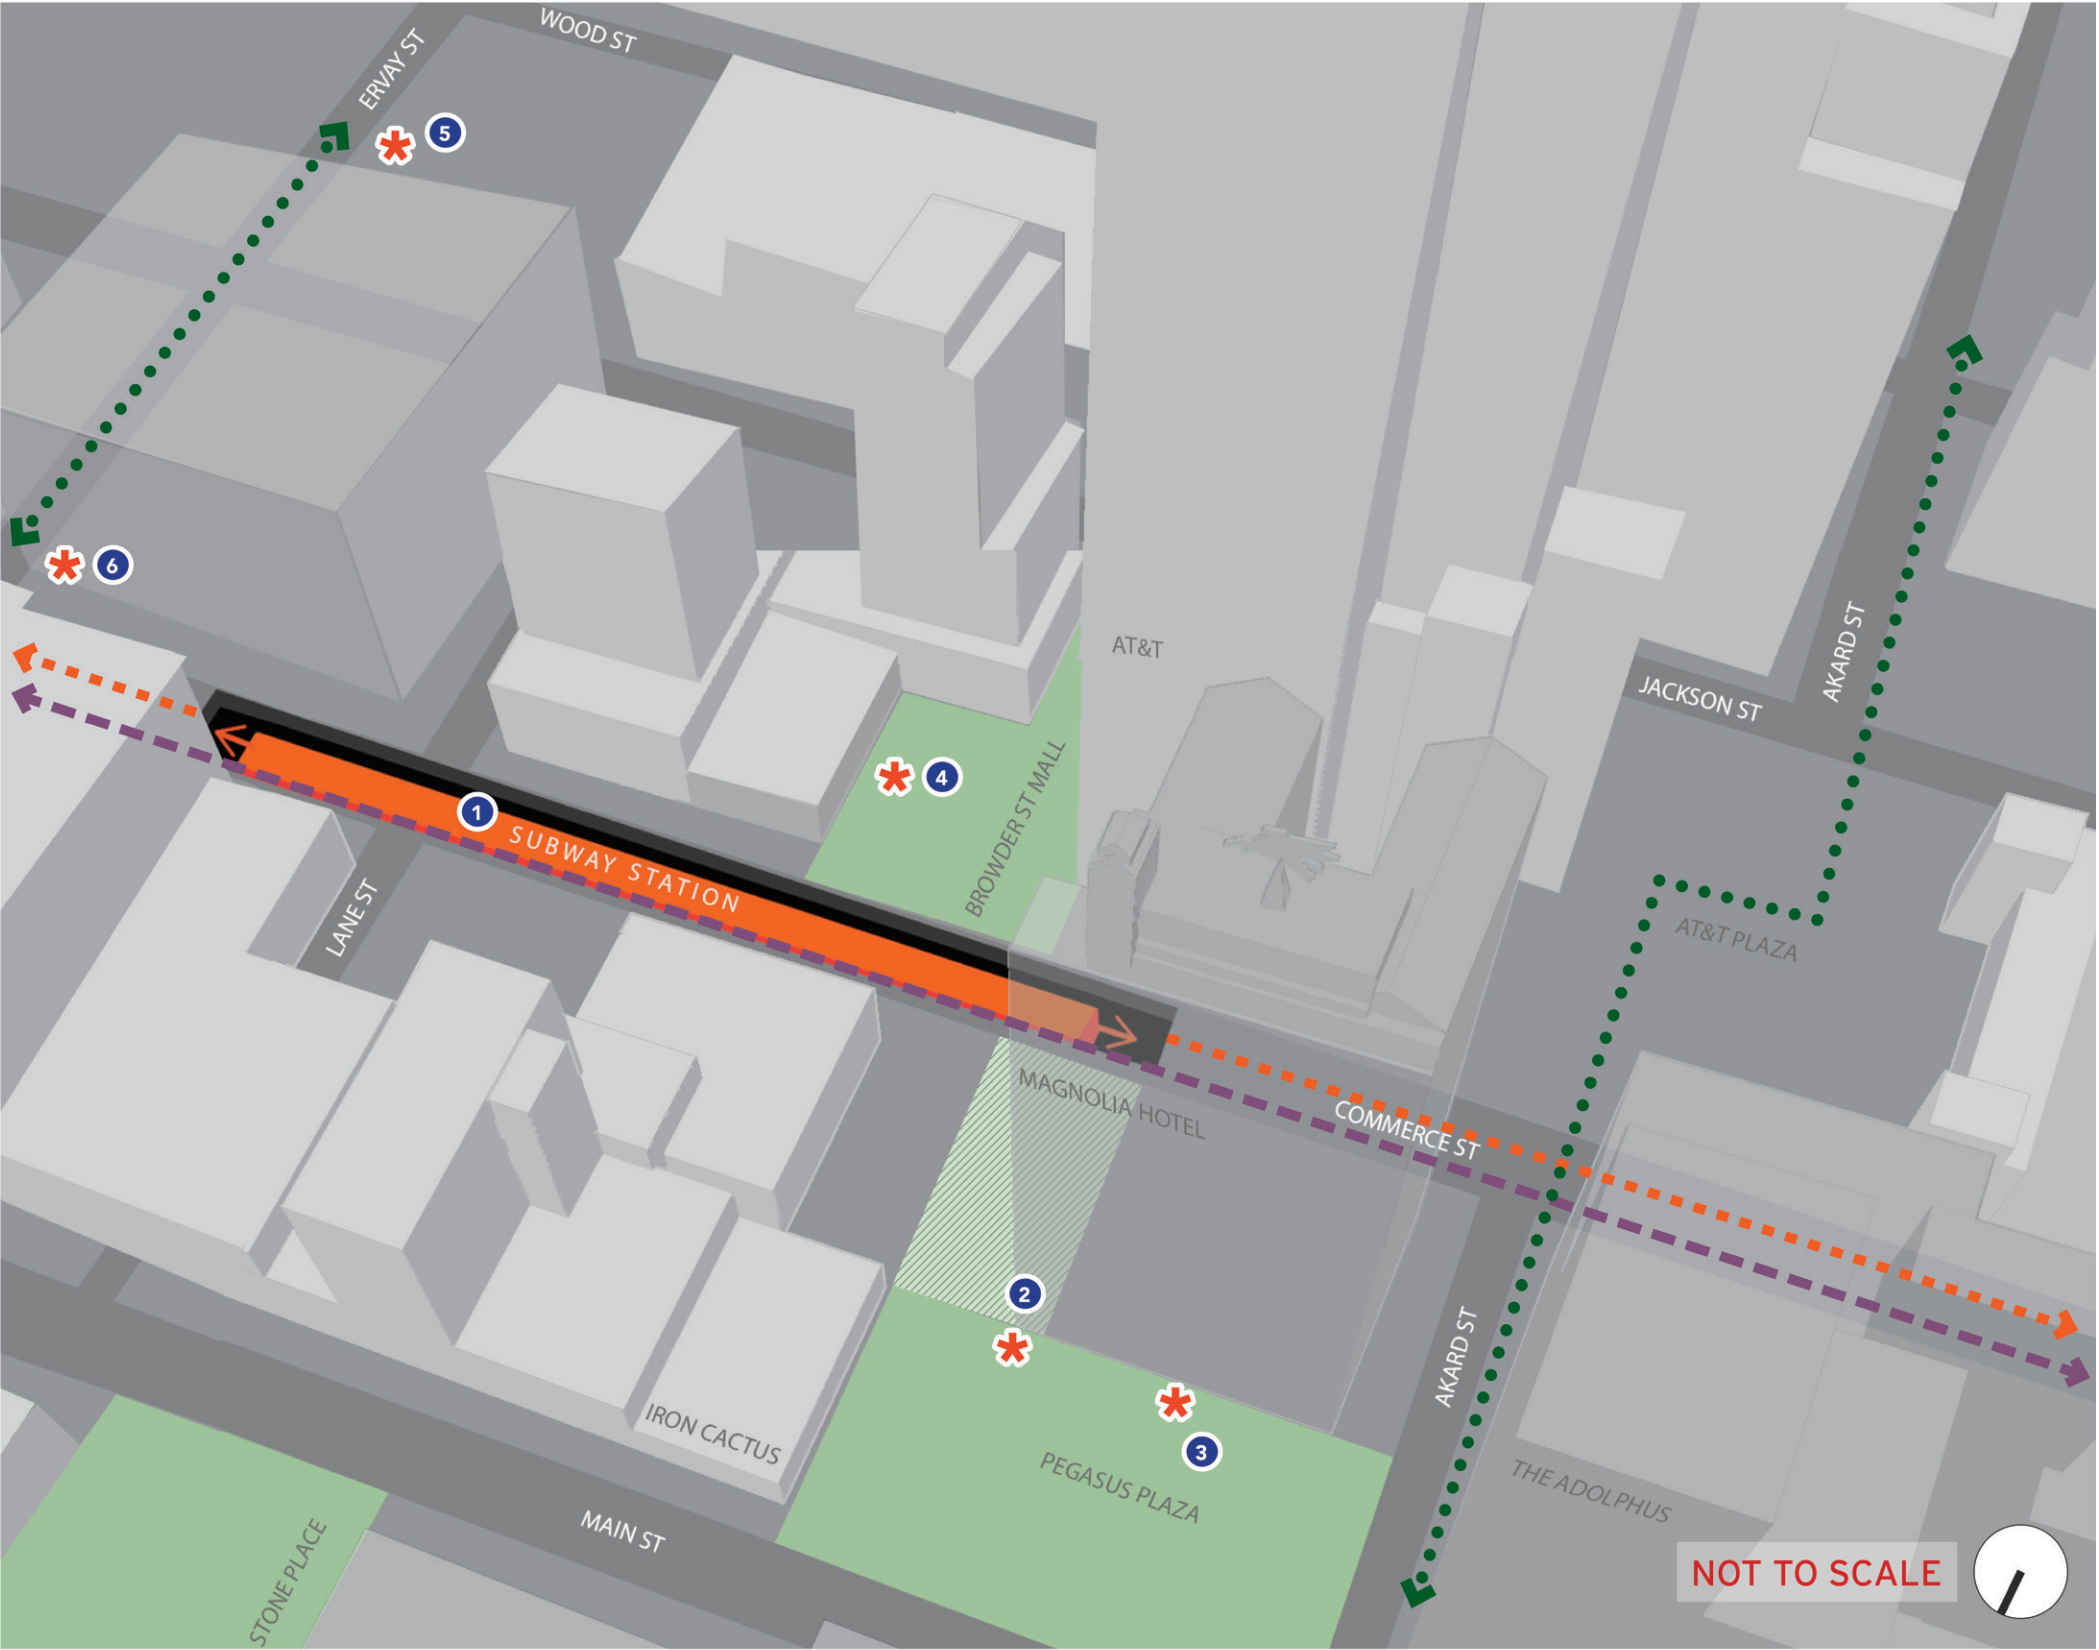 WOOD ST
ERVAY ST
5
6
AT&T
AKARD ST
JACKSON ST
4
BROWDER ST MALL
1
SUBWAY STATION
LANE ST
AT&T PLAZA
MAGNOLIA HOTEL
COMMERCE ST
2
3
AKARD ST
IRON CACTUS
PEGASUS PLAZA
THE ADOLPHUS
MAIN ST
STONE PLACE
NOT TO SCALE